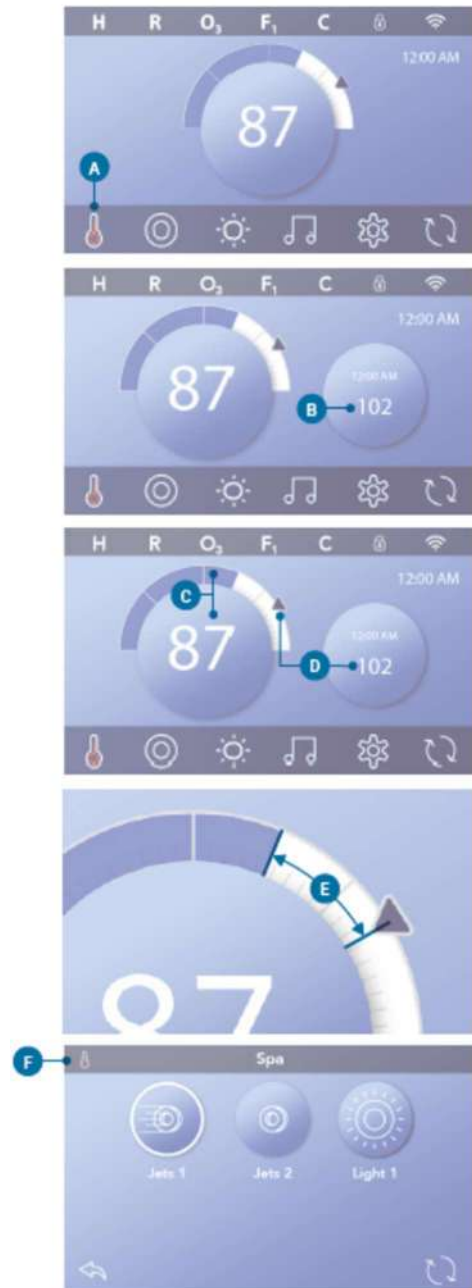 H R O₃ F₁ C
12:00 AM
87
A
H R O₃ F₁ C
12:00 AM
87
12:00 AM
B
102
H R O₃ F₁ C
12:00 AM
C
87
12:00 AM
D
102
E
87
F
Spa
Jets 1 Jets 2 Light 1